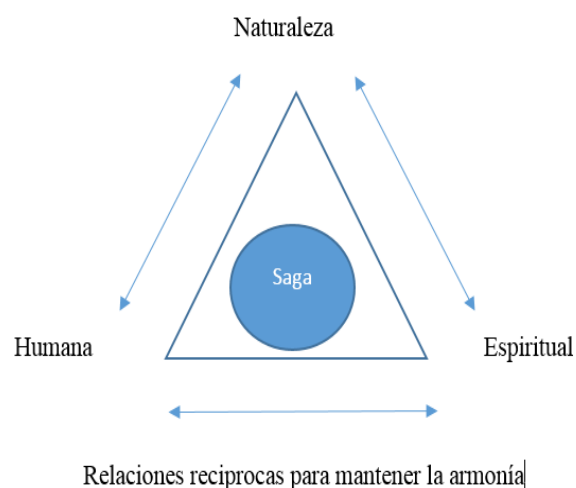 Naturaleza
Saga
Humana
Espiritual
Relaciones reciprocas para mantener la armonía